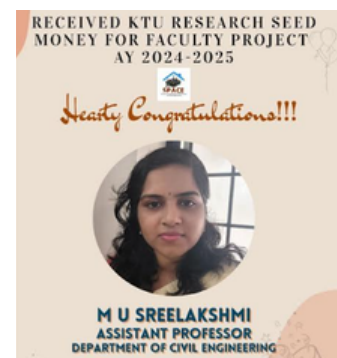 RECEIVED KTU RESEARCH SEED
MONEY FOR FACULTY PROJECT
AY 2024-2025
SPACE
Hearty Congratulations!!!
M U SREELAKSHMI
ASSISTANT PROFESSOR
DEPARTMENT OF CIVIL ENGINEERING